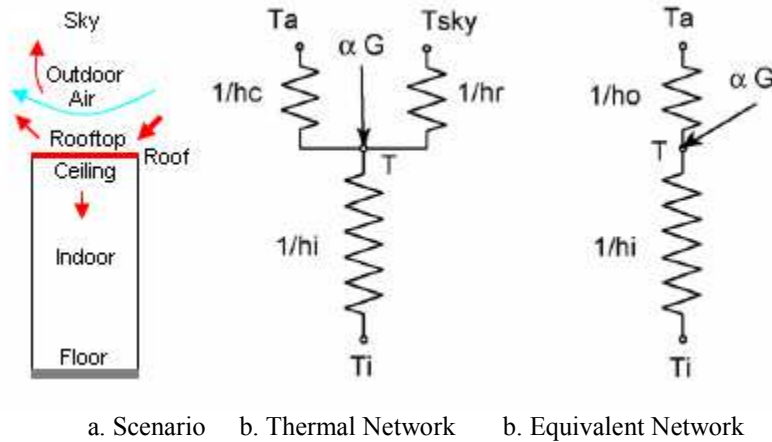 Sky
Outdoor
Air
Rooftop
Roof
Ceiling
Indoor
Floor
Ta
Tsky
α G
1/hc
1/hr
T
1/hi
Ti
Ta
α G
1/ho
T
1/hi
Ti
a. Scenario b. Thermal Network b. Equivalent Network